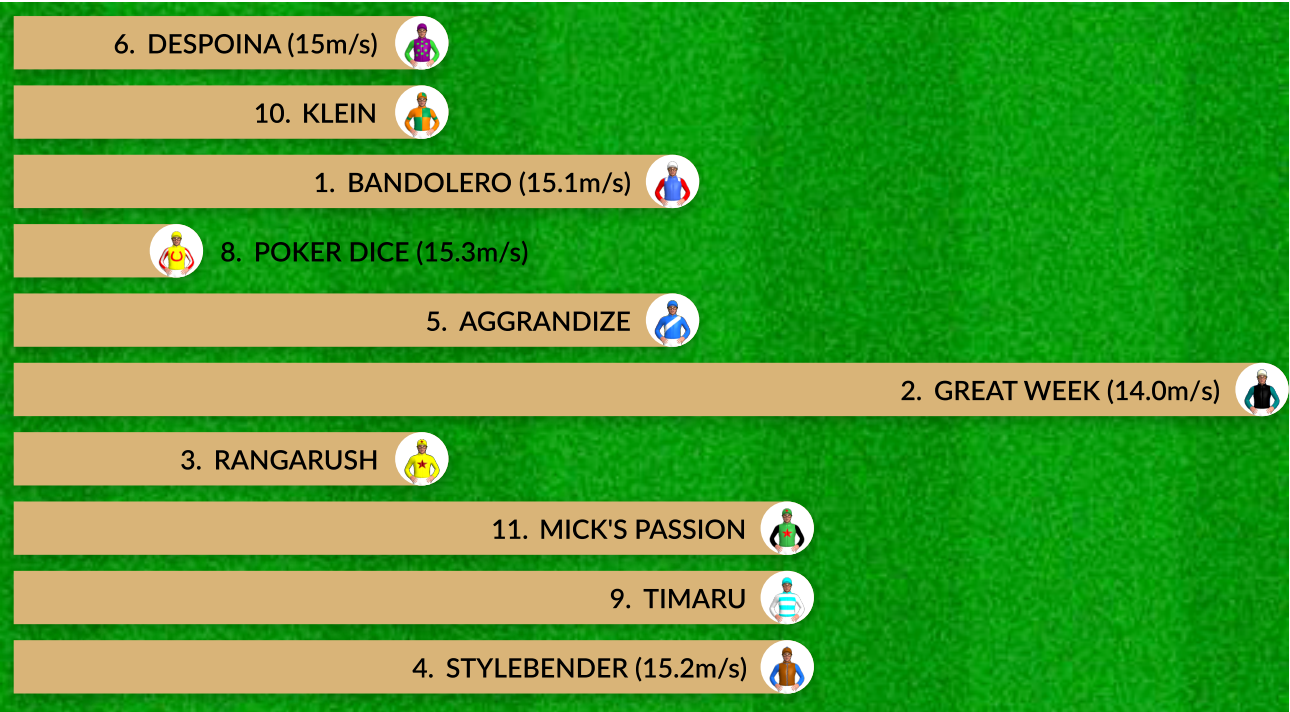 6. DESPOINA (15m/s)
10. KLEIN
1. BANDOLERO (15.1m/s)
8. POKER DICE (15.3m/s)
5. AGGRANDIZE
2. GREAT WEEK (14.0m/s)
3. RANGARUSH
11. MICK'S PASSION
9. TIMARU
4. STYLEBENDER (15.2m/s)